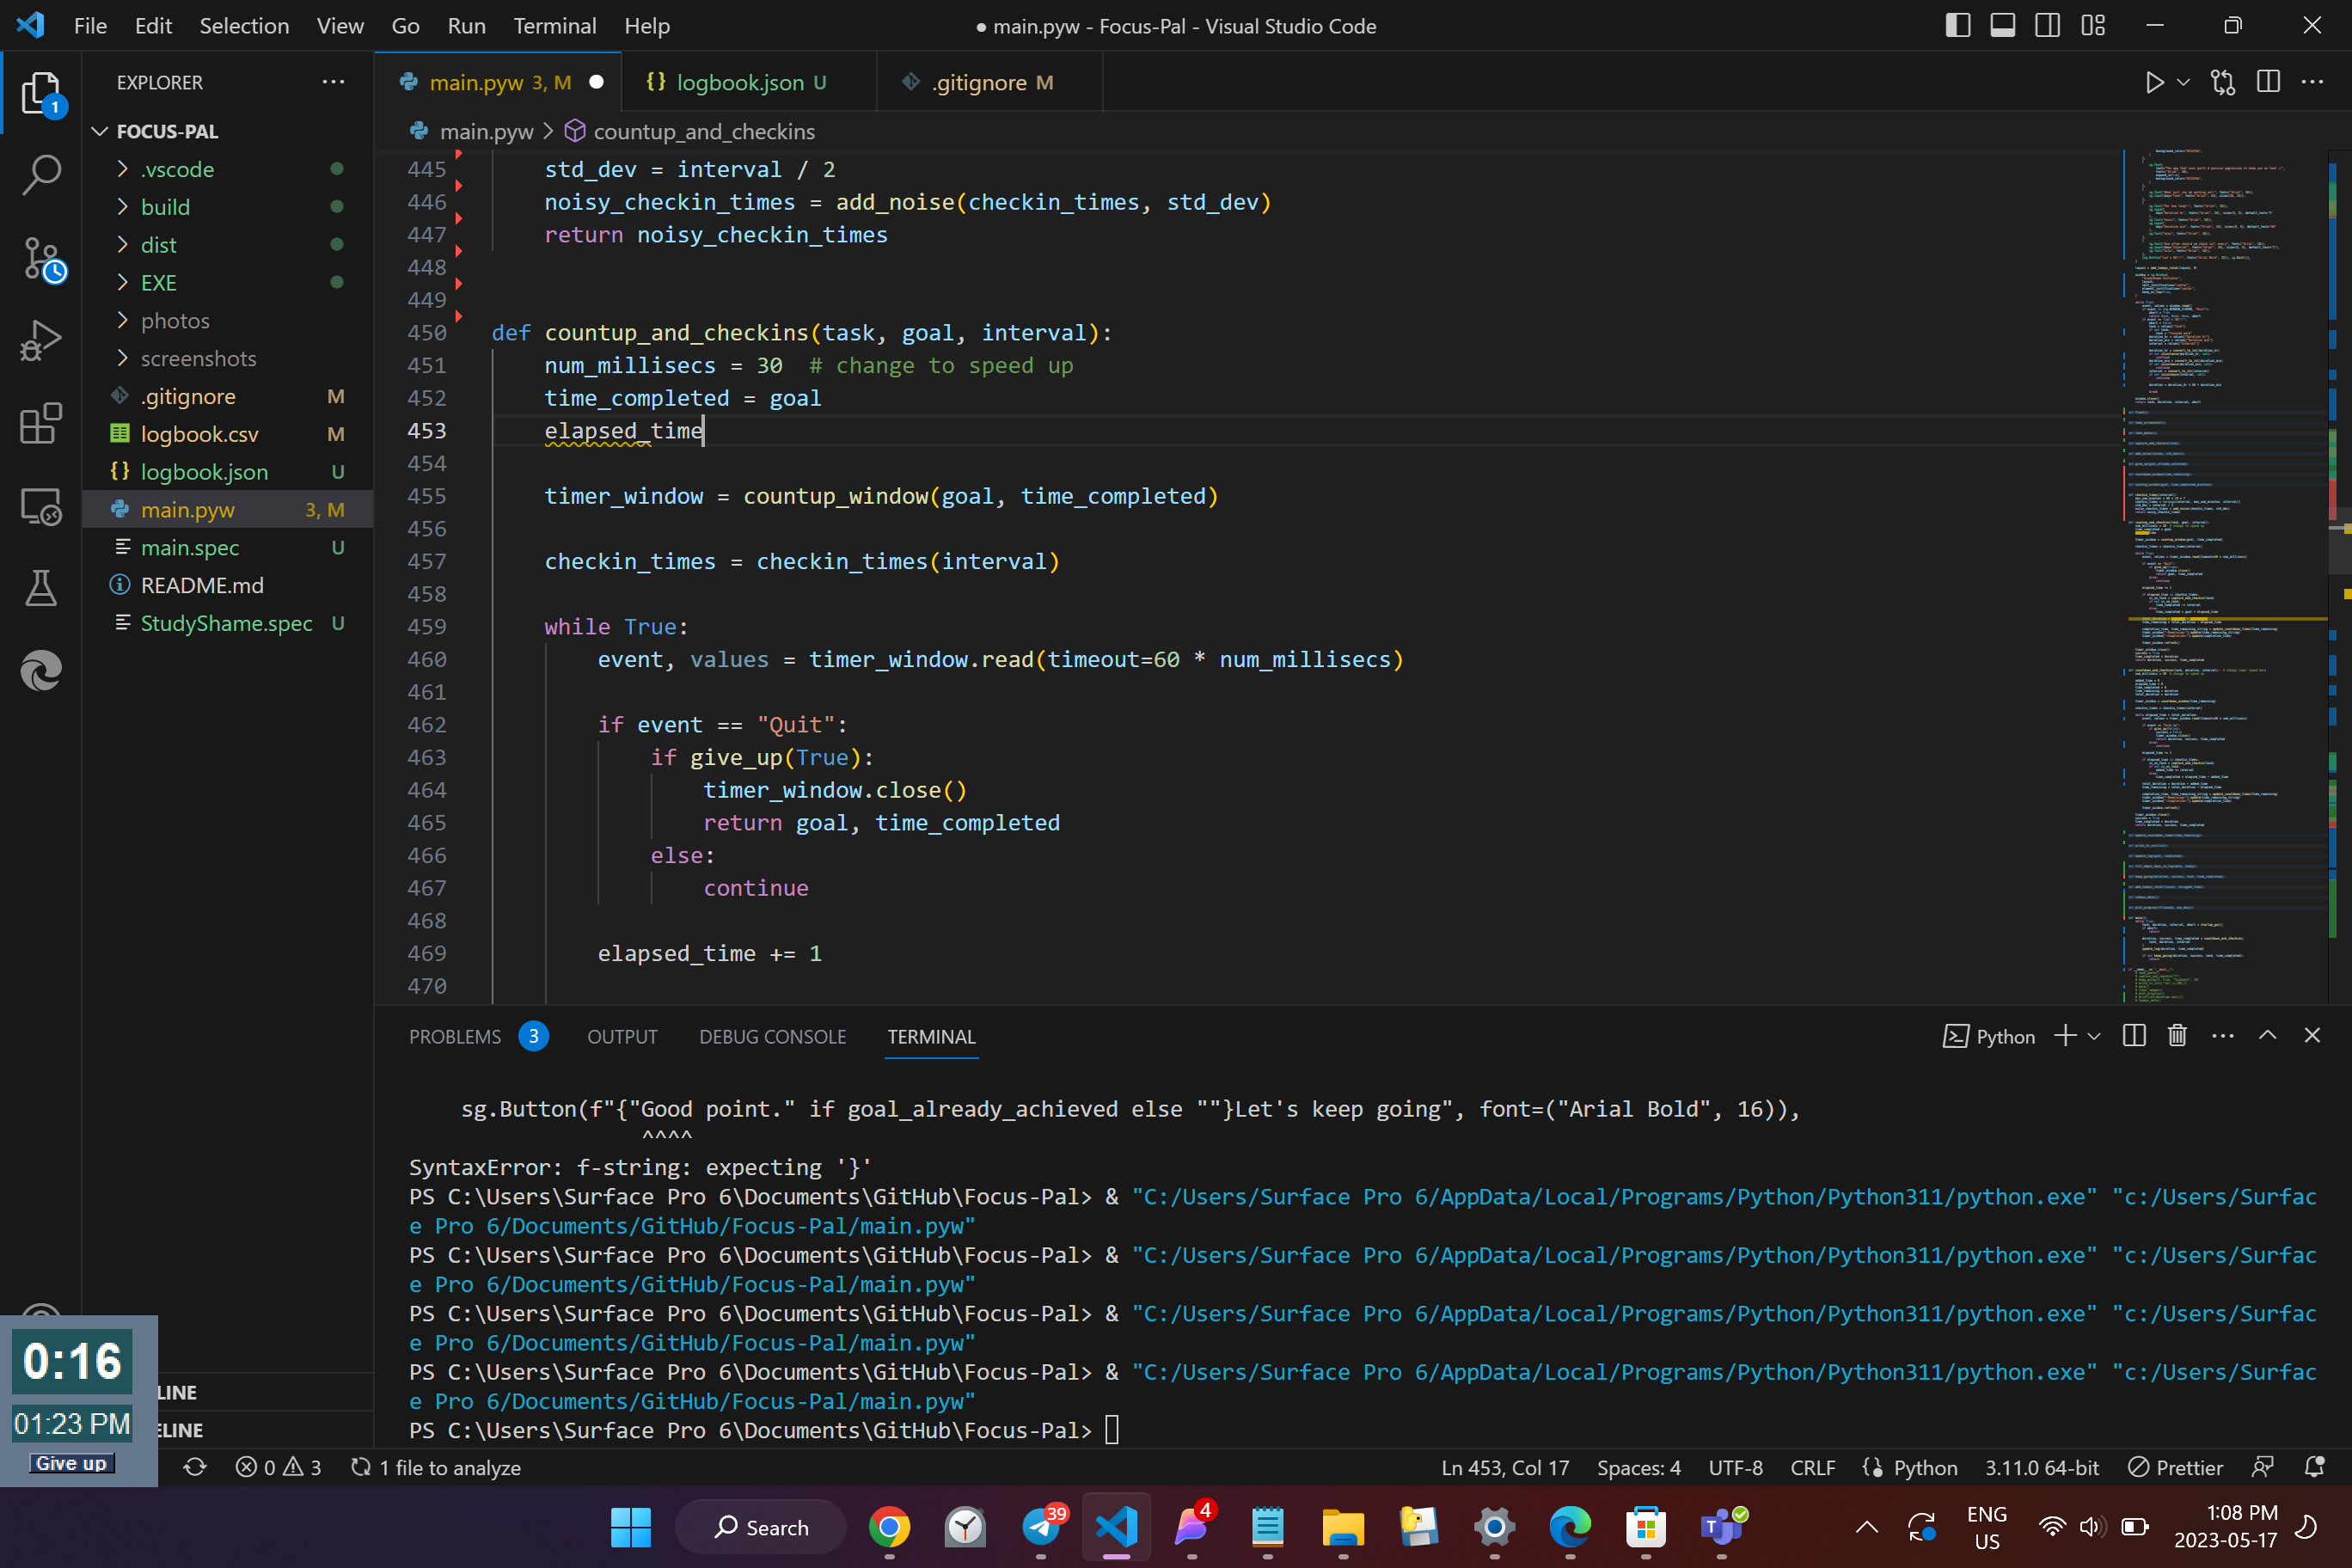 File Edit Selection View Go Run Terminal Help
● main.pyw - Focus-Pal - Visual Studio Code
EXPLORER
main.pyw 3, M
logbook.json U
.gitignore M
main.pyw > countup_and_checkins
1
FOCUS-PAL
.vscode
build
dist
EXE
photos
screenshots
.gitignore M
logbook.csv M
logbook.json U
main.pyw 3, M
main.spec U
README.md
StudyShame.spec U
445 std_dev = interval / 2
446 noisy_checkin_times = add_noise(checkin_times, std_dev)
447 return noisy_checkin_times
448
449
450 def countup_and_checkins(task, goal, interval):
451 num_millisecs = 30 # change to speed up
452 time_completed = goal
453 elapsed_time
454
455 timer_window = countup_window(goal, time_completed)
456
457 checkin_times = checkin_times(interval)
458
459 while True:
460 event, values = timer_window.read(timeout=60 * num_millisecs)
461
462 if event == "Quit":
463 if give_up(True):
464 timer_window.close()
465 return goal, time_completed
466 else:
467 continue
468
469 elapsed_time += 1
470
PROBLEMS 3 OUTPUT DEBUG CONSOLE TERMINAL
Python
sg.Button(f"{"Good point." if goal_already_achieved else ""}Let's keep going", font=("Arial Bold", 16)),
^^^^
SyntaxError: f-string: expecting '}'
PS C:\Users\Surface Pro 6\Documents\GitHub\Focus-Pal> & "C:/Users/Surface Pro 6/AppData/Local/Programs/Python/Python311/python.exe" "c:/Users/Surfac
e Pro 6/Documents/GitHub/Focus-Pal/main.pyw"
PS C:\Users\Surface Pro 6\Documents\GitHub\Focus-Pal> & "C:/Users/Surface Pro 6/AppData/Local/Programs/Python/Python311/python.exe" "c:/Users/Surfac
e Pro 6/Documents/GitHub/Focus-Pal/main.pyw"
PS C:\Users\Surface Pro 6\Documents\GitHub\Focus-Pal> & "C:/Users/Surface Pro 6/AppData/Local/Programs/Python/Python311/python.exe" "c:/Users/Surfac
e Pro 6/Documents/GitHub/Focus-Pal/main.pyw"
PS C:\Users\Surface Pro 6\Documents\GitHub\Focus-Pal> & "C:/Users/Surface Pro 6/AppData/Local/Programs/Python/Python311/python.exe" "c:/Users/Surfac
e Pro 6/Documents/GitHub/Focus-Pal/main.pyw"
PS C:\Users\Surface Pro 6\Documents\GitHub\Focus-Pal>
0:16
01:23 PM
Give up
LINE
ELINE
0 3 1 file to analyze
Ln 453, Col 17 Spaces: 4 UTF-8 CRLF Python 3.11.0 64-bit Prettier
Search
39
4
ENG
US
1:08 PM
2023-05-17